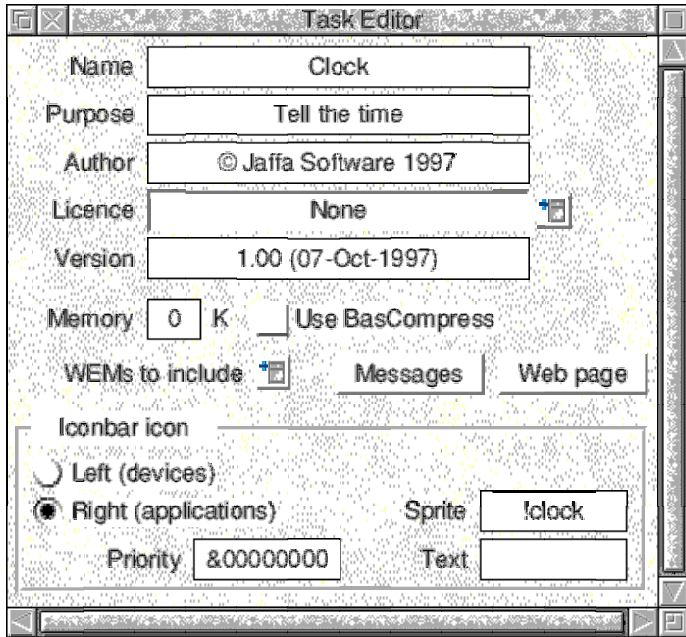 Task Editor
Name Clock
Purpose Tell the time
Author © Jaffa Software 1997
Licence None
Version 1.00 (07-Oct-1997)
Memory 0 K Use BasCompress
WEMs to include Messages Web page
Iconbar icon
Left (devices)
Right (applications) Sprite !clock
Priority &00000000 Text